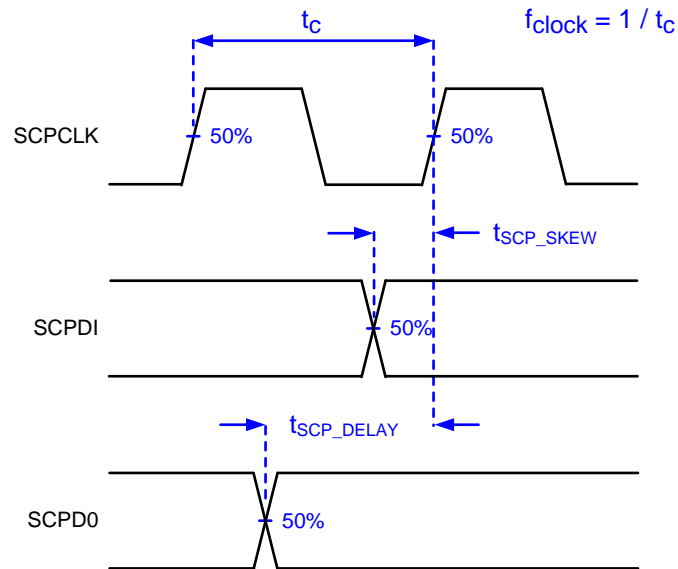 tC fclock = 1 / tC
SCPCLK 50% 50%
tSCP_SKEW
SCPDI 50%
tSCP_DELAY
SCPD0 50%